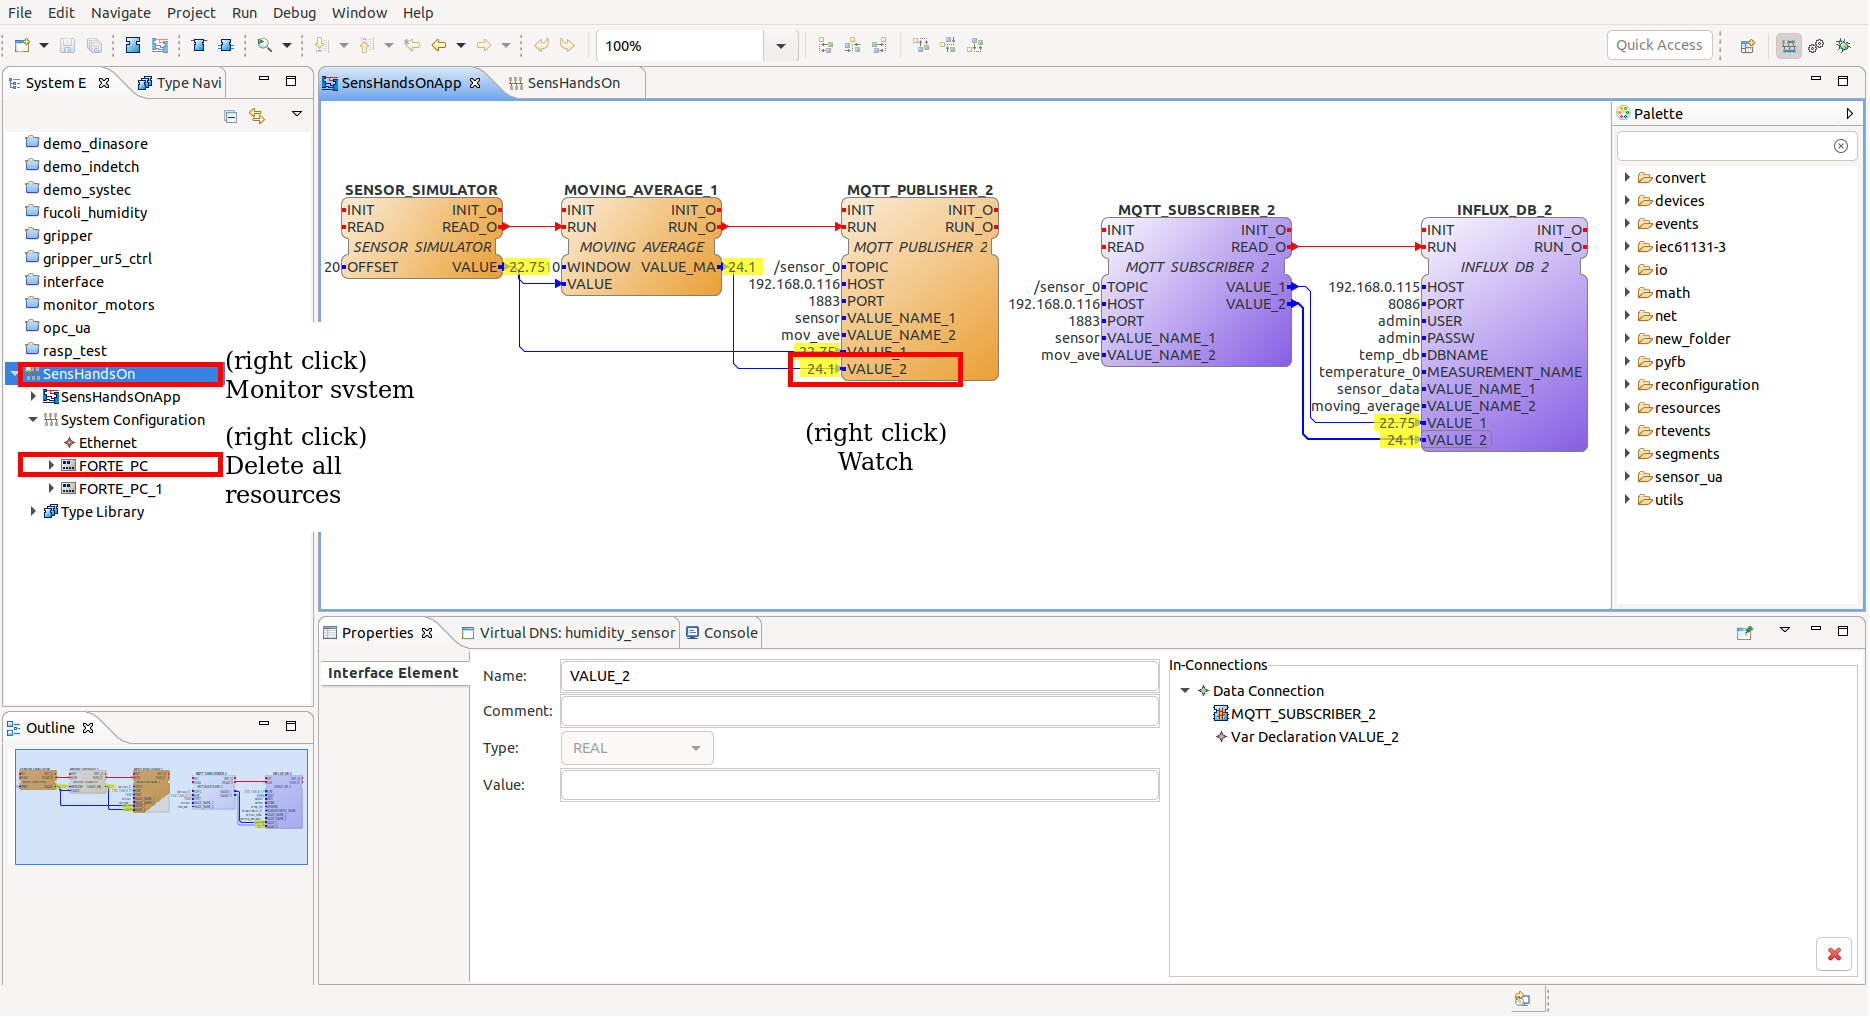 File Edit Navigate Project Run Debug Window Help
100%
Quick Access
System E
Type Navi
demo_dinasore
demo_indetch
demo_systec
fucoli_humidity
gripper
gripper_ur5_ctrl
interface
monitor_motors
opc_ua
rasp_test
SensHandsOn
SensHandsOnApp
System Configuration
Ethernet
FORTE_PC
FORTE_PC_1
Type Library
(right click)
Monitor system
(right click)
Delete all
resources
SensHandsOnApp
SensHandsOn
SENSOR_SIMULATOR
INIT INIT_O
READ READ_O
SENSOR_SIMULATOR
20 OFFSET VALUE 22.75
MOVING_AVERAGE_1
INIT INIT_O
RUN RUN_O
MOVING_AVERAGE
10 WINDOW VALUE_MA 24.1
VALUE
MQTT_PUBLISHER_2
INIT INIT_O
RUN RUN_O
MQTT_PUBLISHER_2
/sensor_0 TOPIC
192.168.0.116 HOST
1883 PORT
sensor VALUE_NAME_1
mov_ave VALUE_NAME_2
22.75 VALUE_1
24.1 VALUE_2
(right click)
Watch
MQTT_SUBSCRIBER_2
INIT INIT_O
READ READ_O
MQTT_SUBSCRIBER_2
/sensor_0 TOPIC VALUE_1
192.168.0.116 HOST VALUE_2
1883 PORT
sensor VALUE_NAME_1
mov_ave VALUE_NAME_2
INFLUX_DB_2
INIT INIT_O
RUN RUN_O
INFLUX_DB_2
192.168.0.115 HOST
8086 PORT
admin USER
admin PASSW
temp_db DBNAME
temperature_0 MEASUREMENT_NAME
sensor_data VALUE_NAME_1
moving_average VALUE_NAME_2
22.75 VALUE_1
24.1 VALUE_2
Palette
convert
devices
events
iec61131-3
io
math
net
new_folder
pyfb
reconfiguration
resources
rtevents
segments
sensor_ua
utils
Outline
Properties
Virtual DNS: humidity_sensor
Console
Interface Element
Name: VALUE_2
Comment:
Type: REAL
Value:
In-Connections
Data Connection
MQTT_SUBSCRIBER_2
Var Declaration VALUE_2